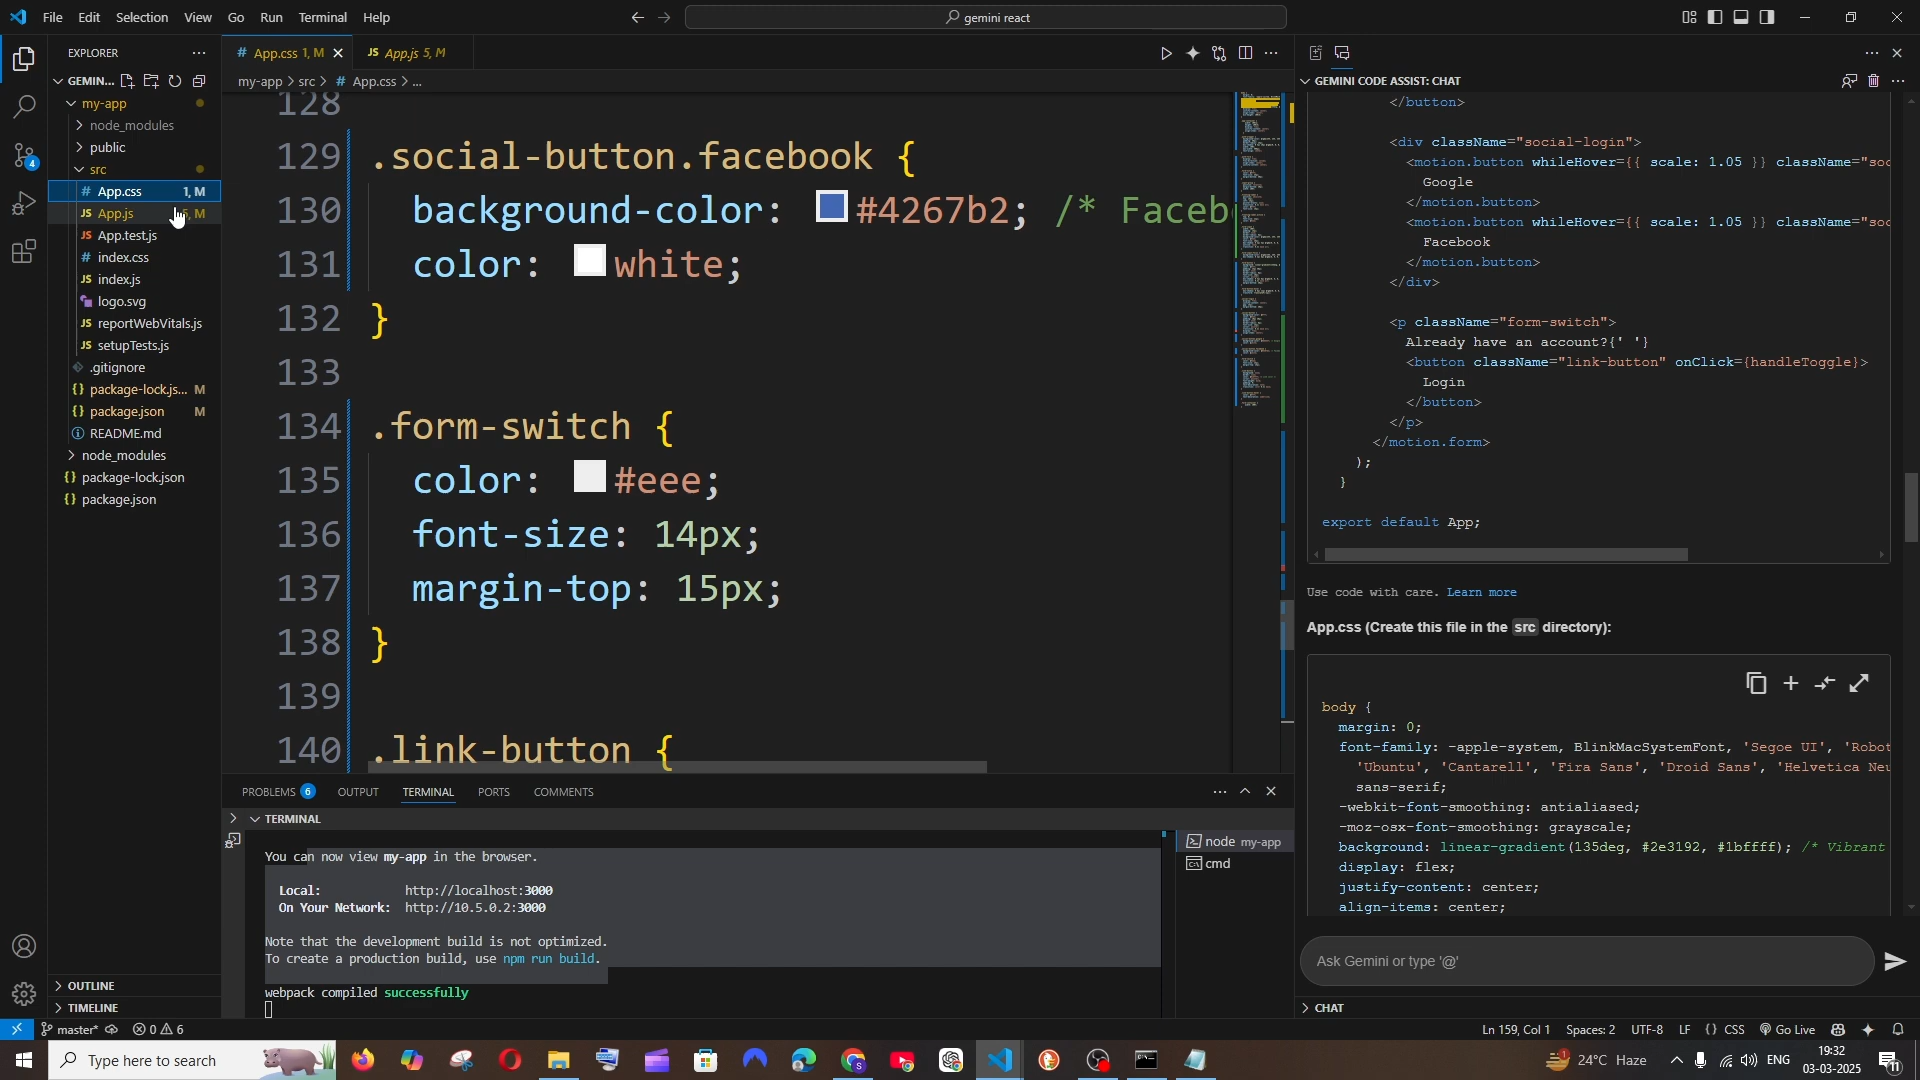 File Edit Selection View Go Run Terminal Help
gemini react
EXPLORER
GEMIN...
my-app
node_modules
public
src
# App.css 1, M
JS App.js 5, M
JS App.test.js
# index.css
JS index.js
logo.svg
JS reportWebVitals.js
JS setupTests.js
.gitignore
{} package-lock.js... M
{} package.json M
README.md
node_modules
{} package-lock.json
{} package.json
OUTLINE
TIMELINE
4
# App.css 1, M
JS App.js 5, M
my-app > src > # App.css > ...
128
129 .social-button.facebook {
130 background-color: #4267b2; /* Faceb
131 color: white;
132 }
133
134 .form-switch {
135 color: #eee;
136 font-size: 14px;
137 margin-top: 15px;
138 }
139
140 .link-button {
PROBLEMS 6 OUTPUT TERMINAL PORTS COMMENTS
TERMINAL
You can now view my-app in the browser.
Local: http://localhost:3000
On Your Network: http://10.5.0.2:3000
Note that the development build is not optimized.
To create a production build, use npm run build.
webpack compiled successfully
node my-app
cmd
GEMINI CODE ASSIST: CHAT
</button>
<div className="social-login">
<motion.button whileHover={{ scale: 1.05 }} className="soc
Google
</motion.button>
<motion.button whileHover={{ scale: 1.05 }} className="soc
Facebook
</motion.button>
</div>
<p className="form-switch">
Already have an account?{' '}
<button className="link-button" onClick={handleToggle}>
Login
</button>
</p>
</motion.form>
);
}
export default App;
Use code with care. Learn more
App.css (Create this file in the src directory):
body {
margin: 0;
font-family: -apple-system, BlinkMacSystemFont, 'Segoe UI', 'Robot
'Ubuntu', 'Cantarell', 'Fira Sans', 'Droid Sans', 'Helvetica Neu
sans-serif;
-webkit-font-smoothing: antialiased;
-moz-osx-font-smoothing: grayscale;
background: linear-gradient(135deg, #2e3192, #1bffff); /* Vibrant
display: flex;
justify-content: center;
align-items: center;
Ask Gemini or type '@'
CHAT
master* 0 6
Ln 159, Col 1 Spaces: 2 UTF-8 LF {} CSS Go Live
Type here to search
24°C Haze
ENG
19:32
03-03-2025
11